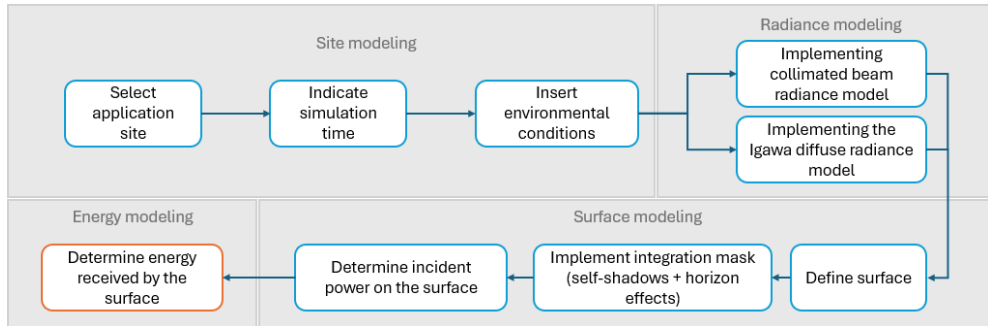 Site modeling
Radiance modeling
Select
application
site
Indicate
simulation
time
Insert
environmental
conditions
Implementing
collimated beam
radiance model
Implementing the
Igawa diffuse radiance
model
Energy modeling
Surface modeling
Determine energy
received by the
surface
Determine incident
power on the surface
Implement integration mask
(self-shadows + horizon
effects)
Define surface